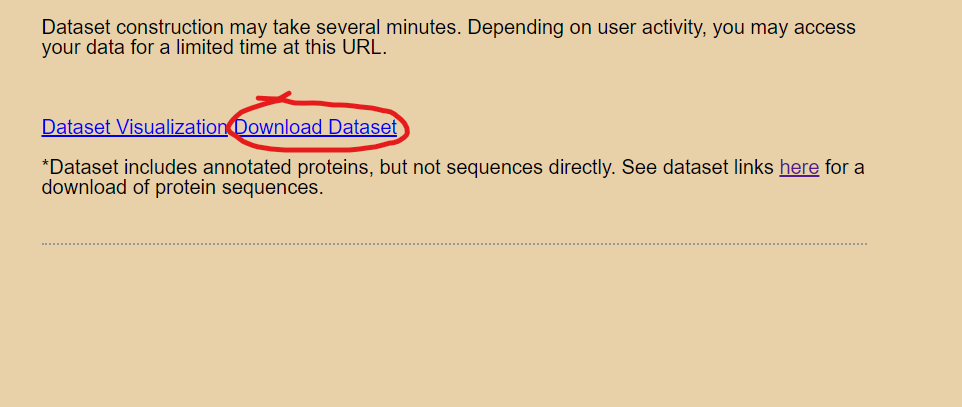 Dataset construction may take several minutes. Depending on user activity, you may access
your data for a limited time at this URL.
Dataset Visualization Download Dataset
*Dataset includes annotated proteins, but not sequences directly. See dataset links here for a
download of protein sequences.